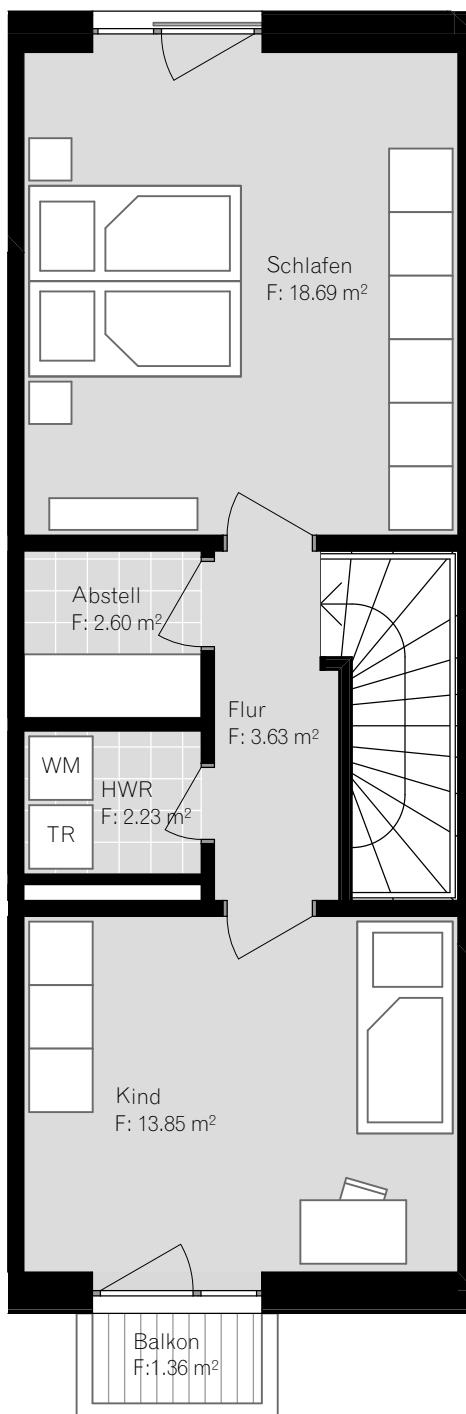 Schlafen
F: 18.69 m²
Abstell
F: 2.60 m²
Flur
F: 3.63 m²
WM
HWR
F: 2.23 m²
TR
Kind
F: 13.85 m²
Balkon
F:1.36 m²